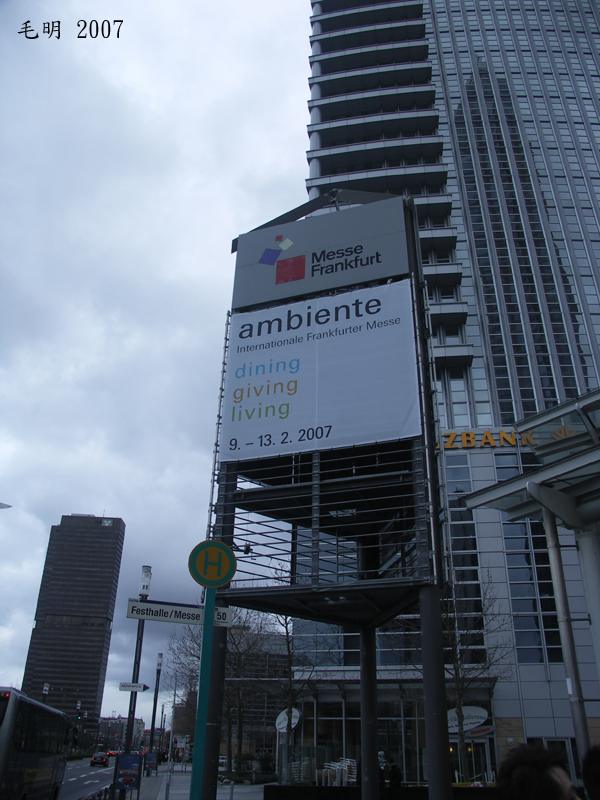 毛明 2007
Messe
Frankfurt
ambiente
Internationale Frankfurter Messe
dining
giving
living
9. – 13. 2. 2007
ZBANK
H
Festhalle/Messe
50